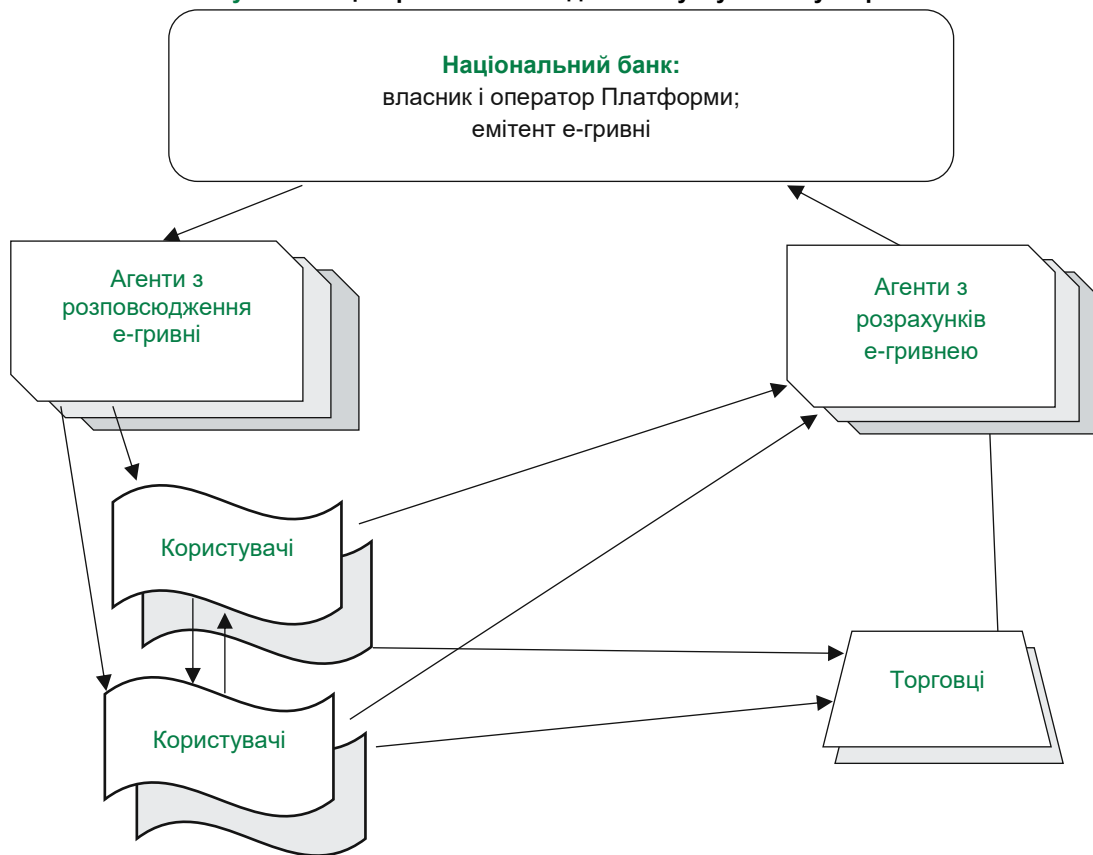 Національний банк:
власник і оператор Платформи;
емітент е-гривні
Агенти з
розповсюдження
е-гривні
Агенти з
розрахунків
е-гривнею
Користувачі
Торговці
Користувачі